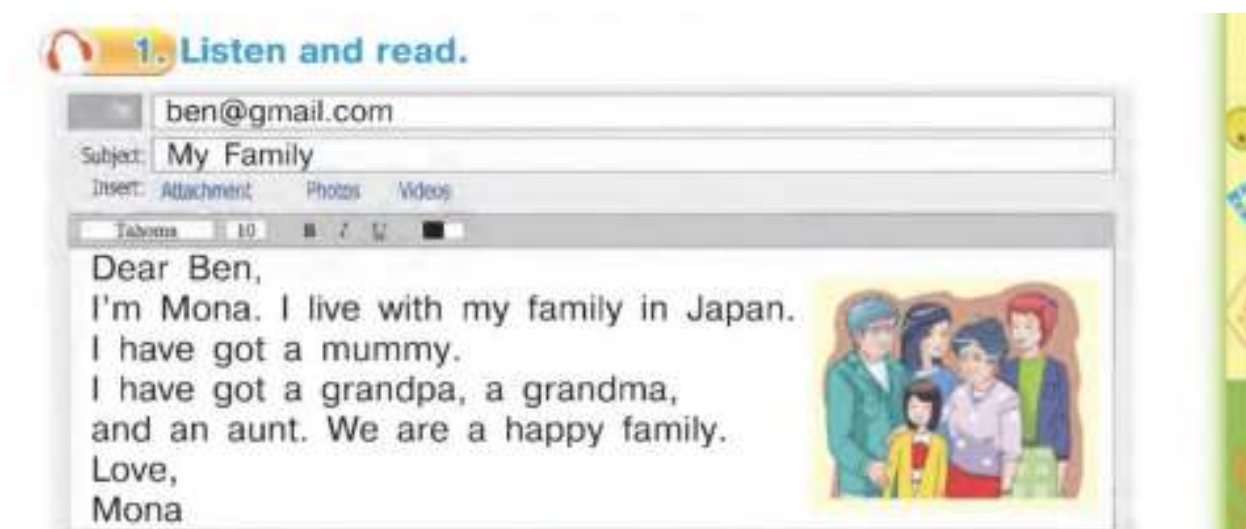 1. Listen and read.
ben@gmail.com
Subject: My Family
Insert: Attachment Photos Videos
Tahoma 10 B I U
Dear Ben,
I'm Mona. I live with my family in Japan.
I have got a mummy.
I have got a grandpa, a grandma,
and an aunt. We are a happy family.
Love,
Mona